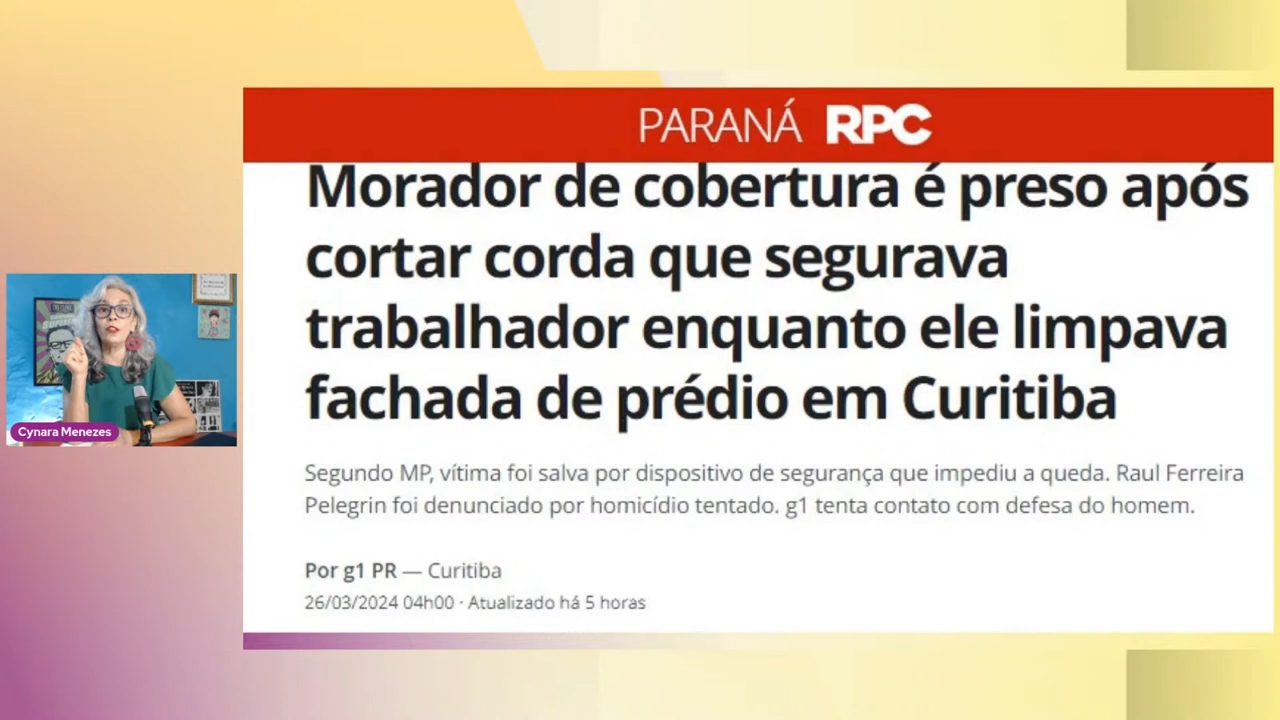 PARANÁ RPC
Morador de cobertura é preso após
cortar corda que segurava
trabalhador enquanto ele limpava
fachada de prédio em Curitiba
Segundo MP, vítima foi salva por dispositivo de segurança que impediu a queda. Raul Ferreira
Pelegrin foi denunciado por homicídio tentado. g1 tenta contato com defesa do homem.
Por g1 PR — Curitiba
26/03/2024 04h00 · Atualizado há 5 horas
Cynara Menezes